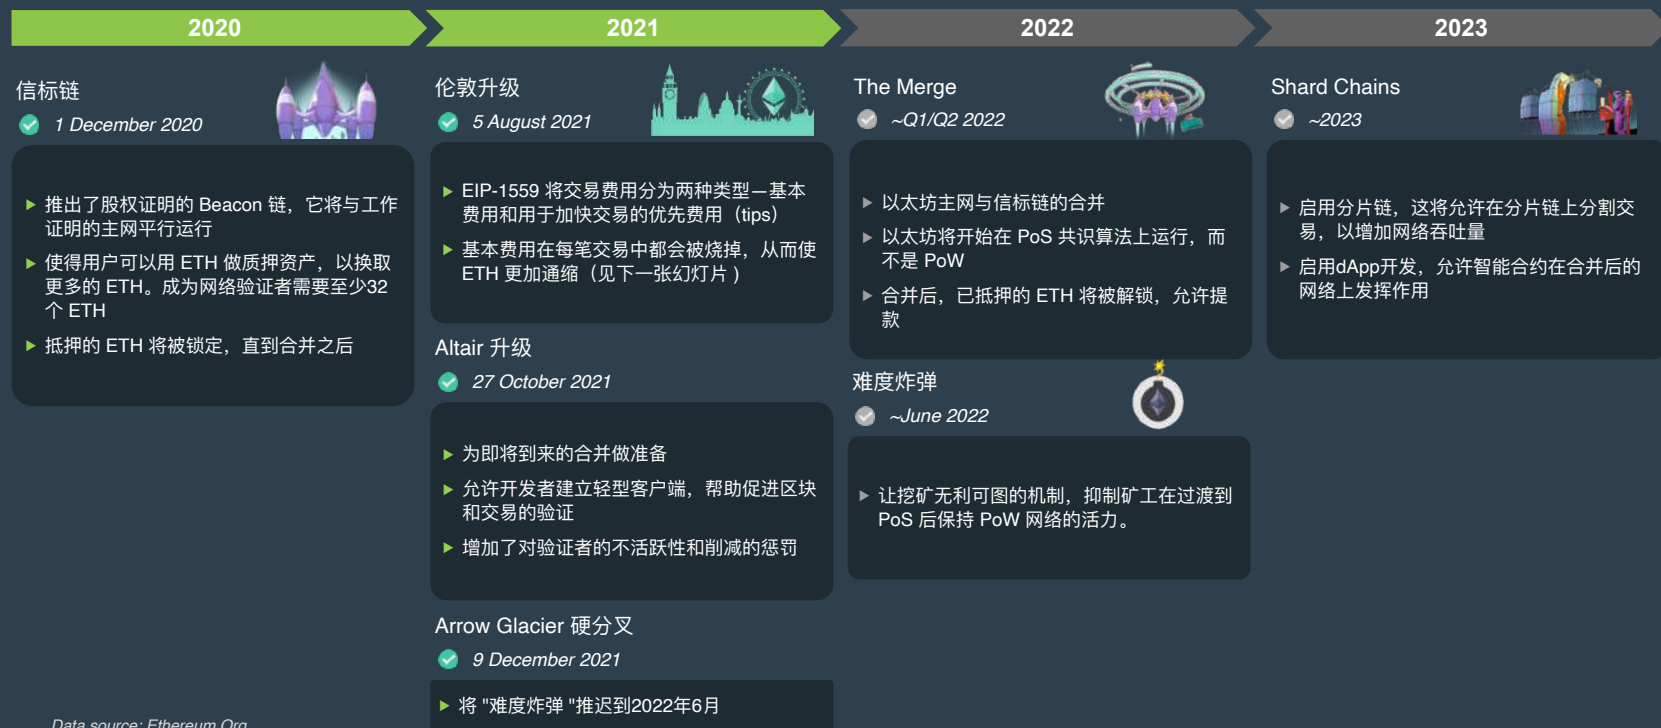 2020
2021
2022
2023
信标链
1 December 2020
推出了股权证明的 Beacon 链，它将与工作
证明的主网平行运行
使得用户可以用 ETH 做质押资产，以换取
更多的 ETH。成为网络验证者需要至少32
个 ETH
抵押的 ETH 将被锁定，直到合并之后
伦敦升级
5 August 2021
EIP-1559 将交易费用分为两种类型—基本
费用和用于加快交易的优先费用（tips）
基本费用在每笔交易中都会被烧掉，从而使
ETH 更加通缩（见下一张幻灯片 )
Altair 升级
27 October 2021
为即将到来的合并做准备
允许开发者建立轻型客户端，帮助促进区块
和交易的验证
增加了对验证者的不活跃性和削减的惩罚
Arrow Glacier 硬分叉
9 December 2021
将 "难度炸弹 "推迟到2022年6月
The Merge
~Q1/Q2 2022
以太坊主网与信标链的合并
以太坊将开始在 PoS 共识算法上运行，而
不是 PoW
合并后，已抵押的 ETH 将被解锁，允许提
款
难度炸弹
~June 2022
让挖矿无利可图的机制，抑制矿工在过渡到
PoS 后保持 PoW 网络的活力。
Shard Chains
~2023
启用分片链，这将允许在分片链上分割交
易，以增加网络吞吐量
启用dApp开发，允许智能合约在合并后的
网络上发挥作用
Data source: Ethereum Org